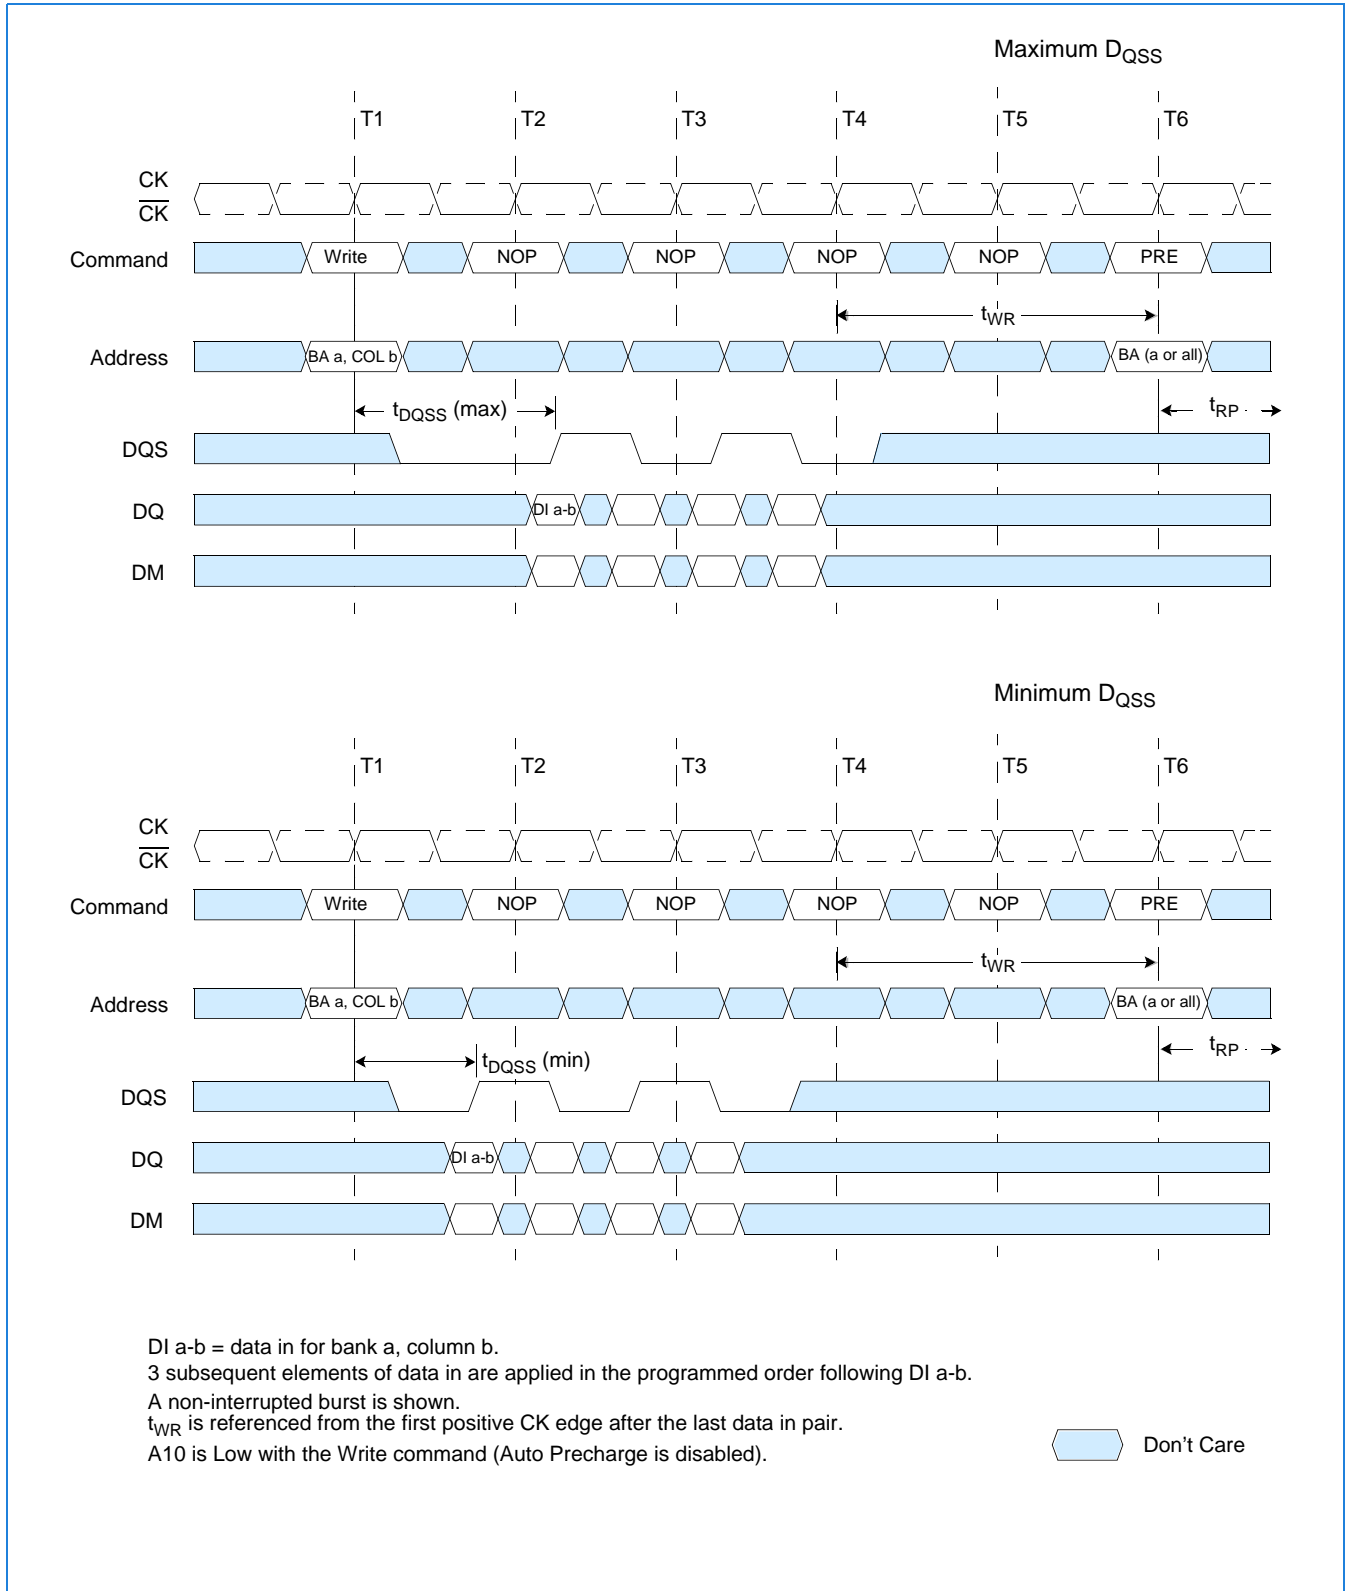 Maximum DQSS
T1 T2 T3 T4 T5 T6
CK
CK
Command Write NOP NOP NOP NOP PRE
tWR
Address BA a, COL b BA (a or all)
tDQSS (max) tRP
DQS
DQ DI a-b
DM
Minimum DQSS
T1 T2 T3 T4 T5 T6
CK
CK
Command Write NOP NOP NOP NOP PRE
tWR
Address BA a, COL b BA (a or all)
tDQSS (min) tRP
DQS
DQ DI a-b
DM
DI a-b = data in for bank a, column b.
3 subsequent elements of data in are applied in the programmed order following DI a-b.
A non-interrupted burst is shown.
tWR is referenced from the first positive CK edge after the last data in pair.
A10 is Low with the Write command (Auto Precharge is disabled).
Don't Care